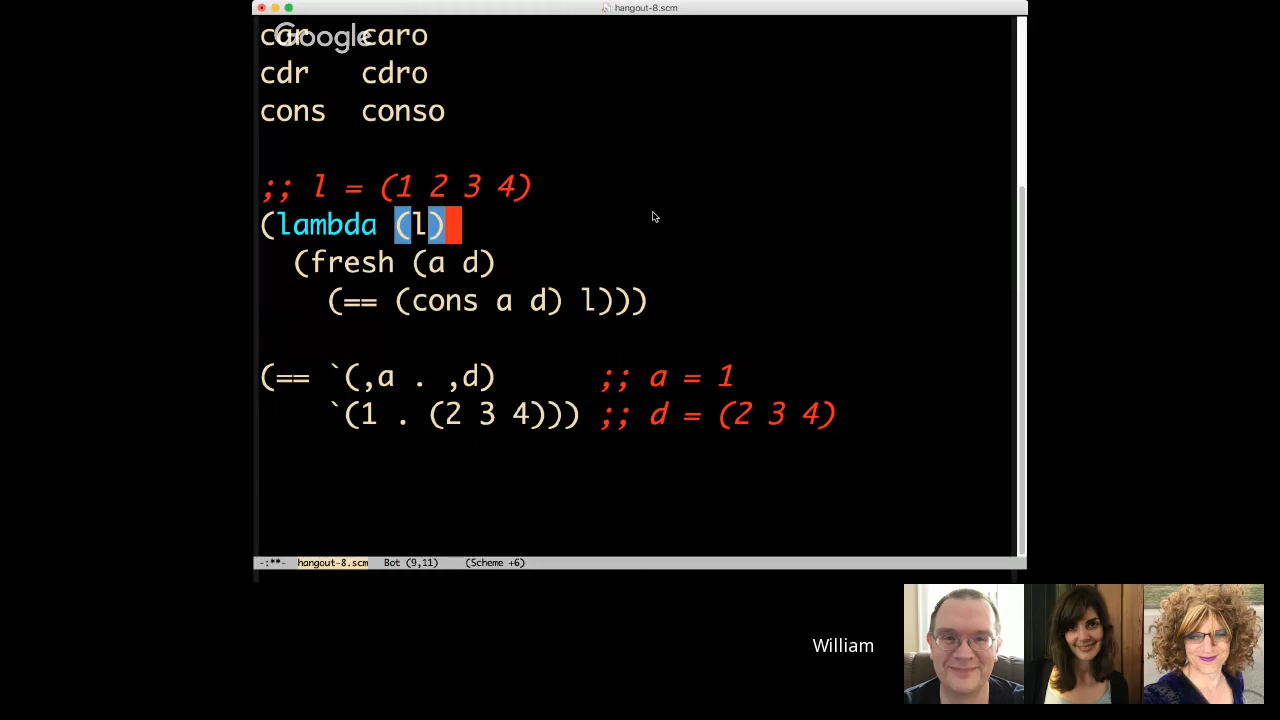 hangout-8.scm
Google
car caro
cdr cdro
cons conso
;; l = (1 2 3 4)
(lambda (l)
(fresh (a d)
(== (cons a d) l)))
(== `(,a . ,d) ;; a = 1
`(1 . (2 3 4))) ;; d = (2 3 4)
-:**- hangout-8.scm Bot (9,11) (Scheme +6)
William